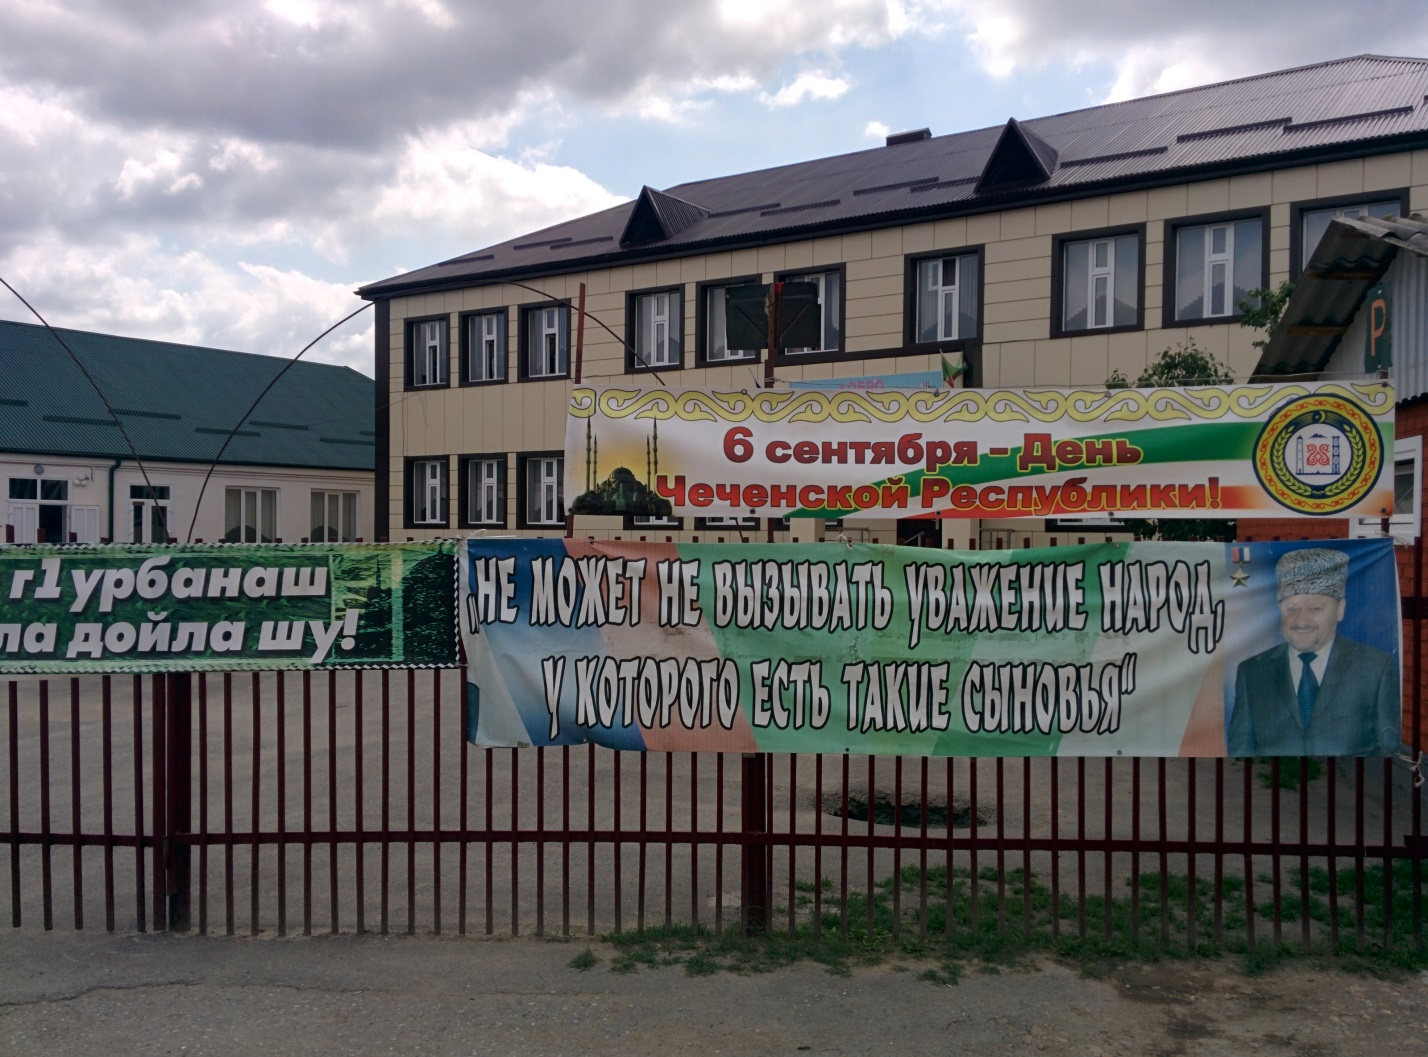 ДОБРО
6 сентября – День
Чеченской Республики!
г1урбанаш
ла дойла шу!
„НЕ МОЖЕТ НЕ ВЫЗЫВАТЬ УВАЖЕНИЕ НАРОД,
У КОТОРОГО ЕСТЬ ТАКИЕ СЫНОВЬЯ“
Р